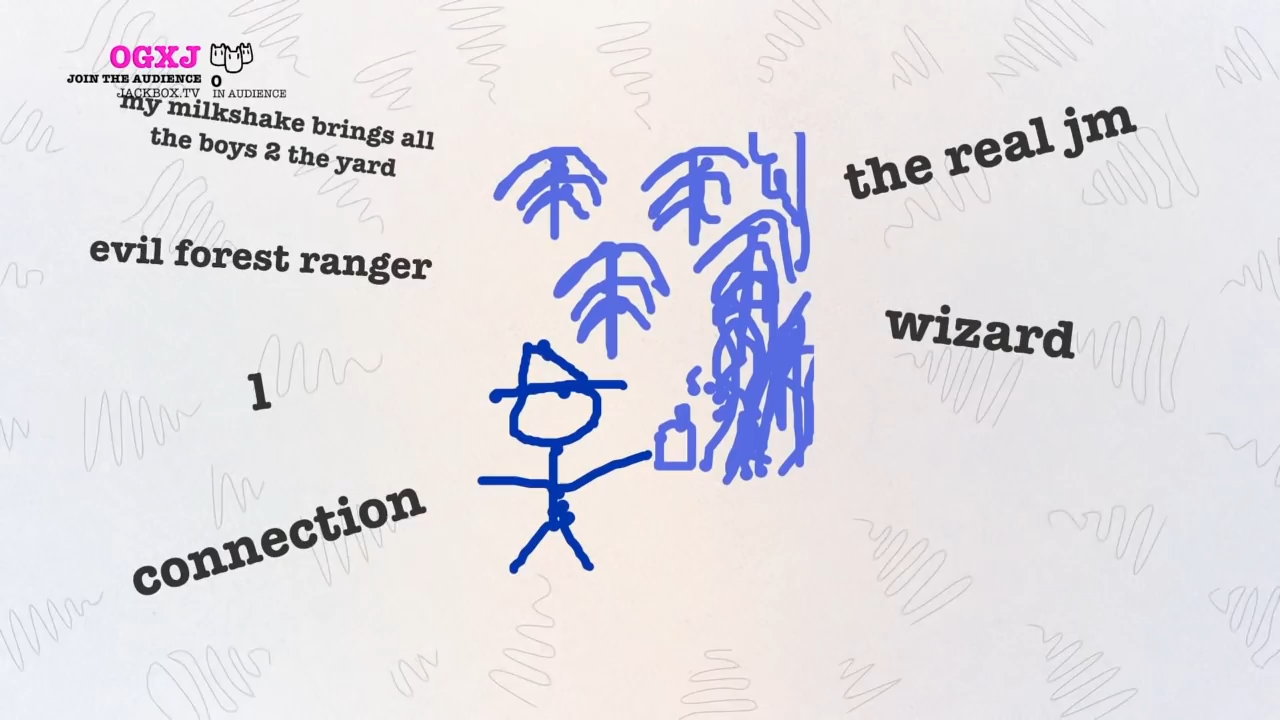 OGXJ
JOIN THE AUDIENCE
JACKBOX.TV
0
IN AUDIENCE
my milkshake brings all
the boys 2 the yard
evil forest ranger
l
connection
the real jm
wizard